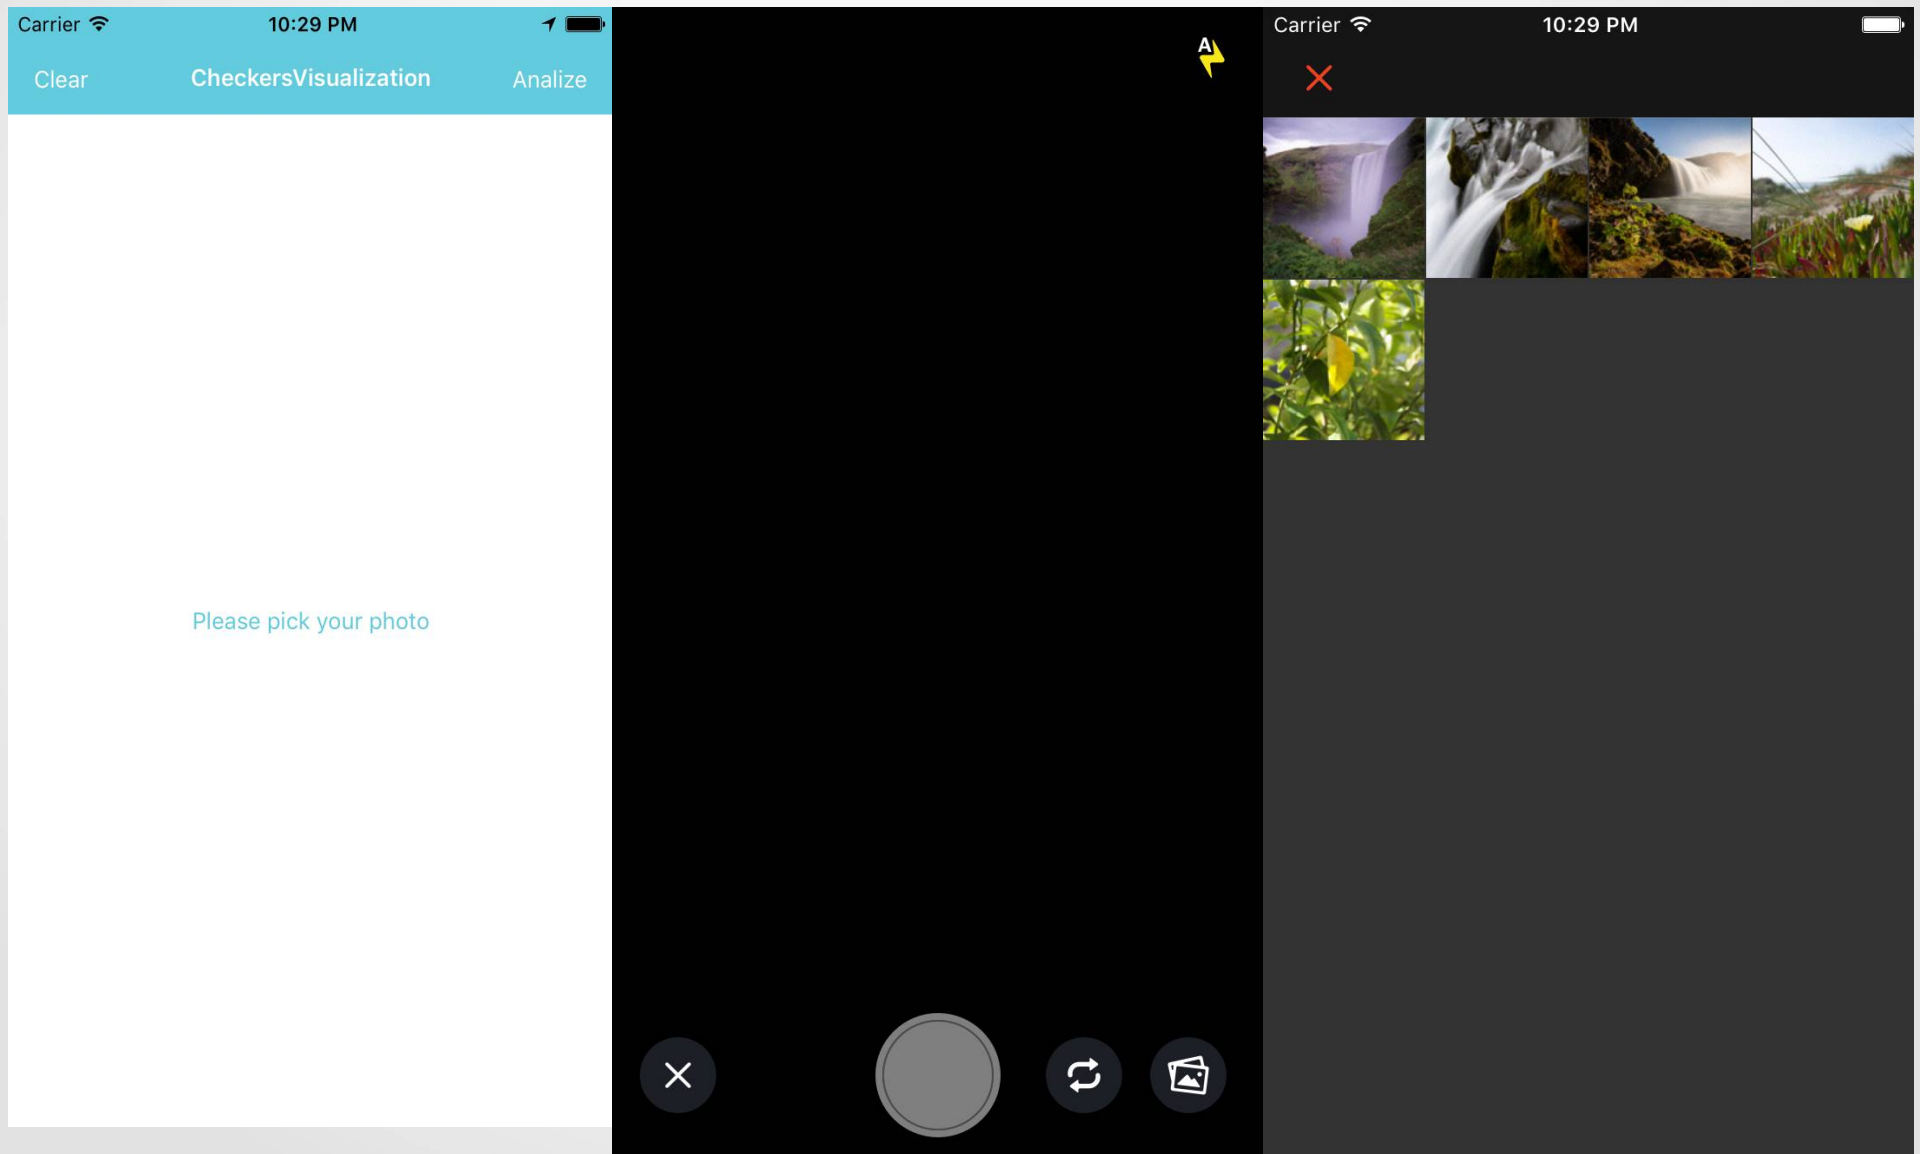 Carrier 10:29 PM
Clear CheckersVisualization Analize
Please pick your photo
A
Carrier 10:29 PM